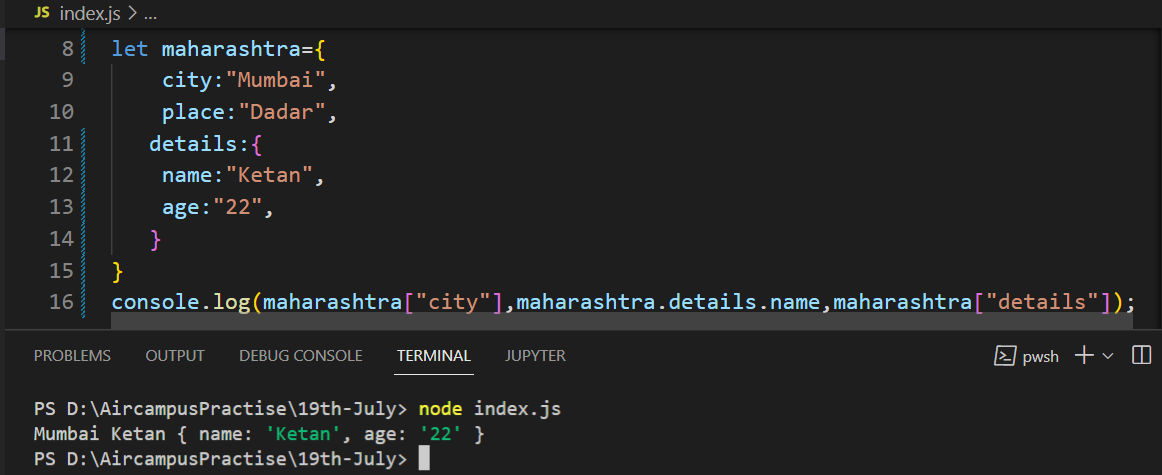 JS index.js > ...
8 let maharashtra={
9 city:"Mumbai",
10 place:"Dadar",
11 details:{
12 name:"Ketan",
13 age:"22",
14 }
15 }
16 console.log(maharashtra["city"],maharashtra.details.name,maharashtra["details"]);
PROBLEMS OUTPUT DEBUG CONSOLE TERMINAL JUPYTER pwsh
PS D:\AircampusPractise\19th-July> node index.js
Mumbai Ketan { name: 'Ketan', age: '22' }
PS D:\AircampusPractise\19th-July>